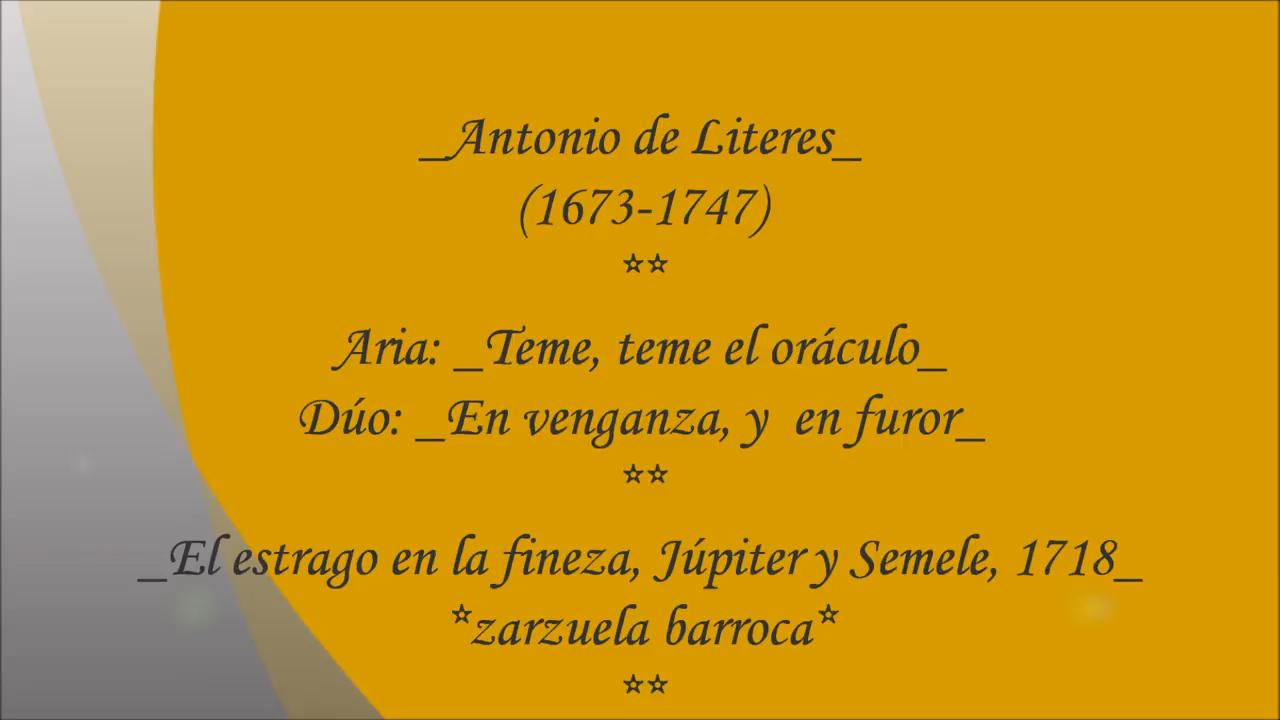 _Antonio de Literes_
(1673-1747)
**
Aria: _Teme, teme el oráculo_
Dúo: _En venganza, y  en furor_
**
_El estrago en la fineza, Júpiter y Semele, 1718_
*zarzuela barroca*
**